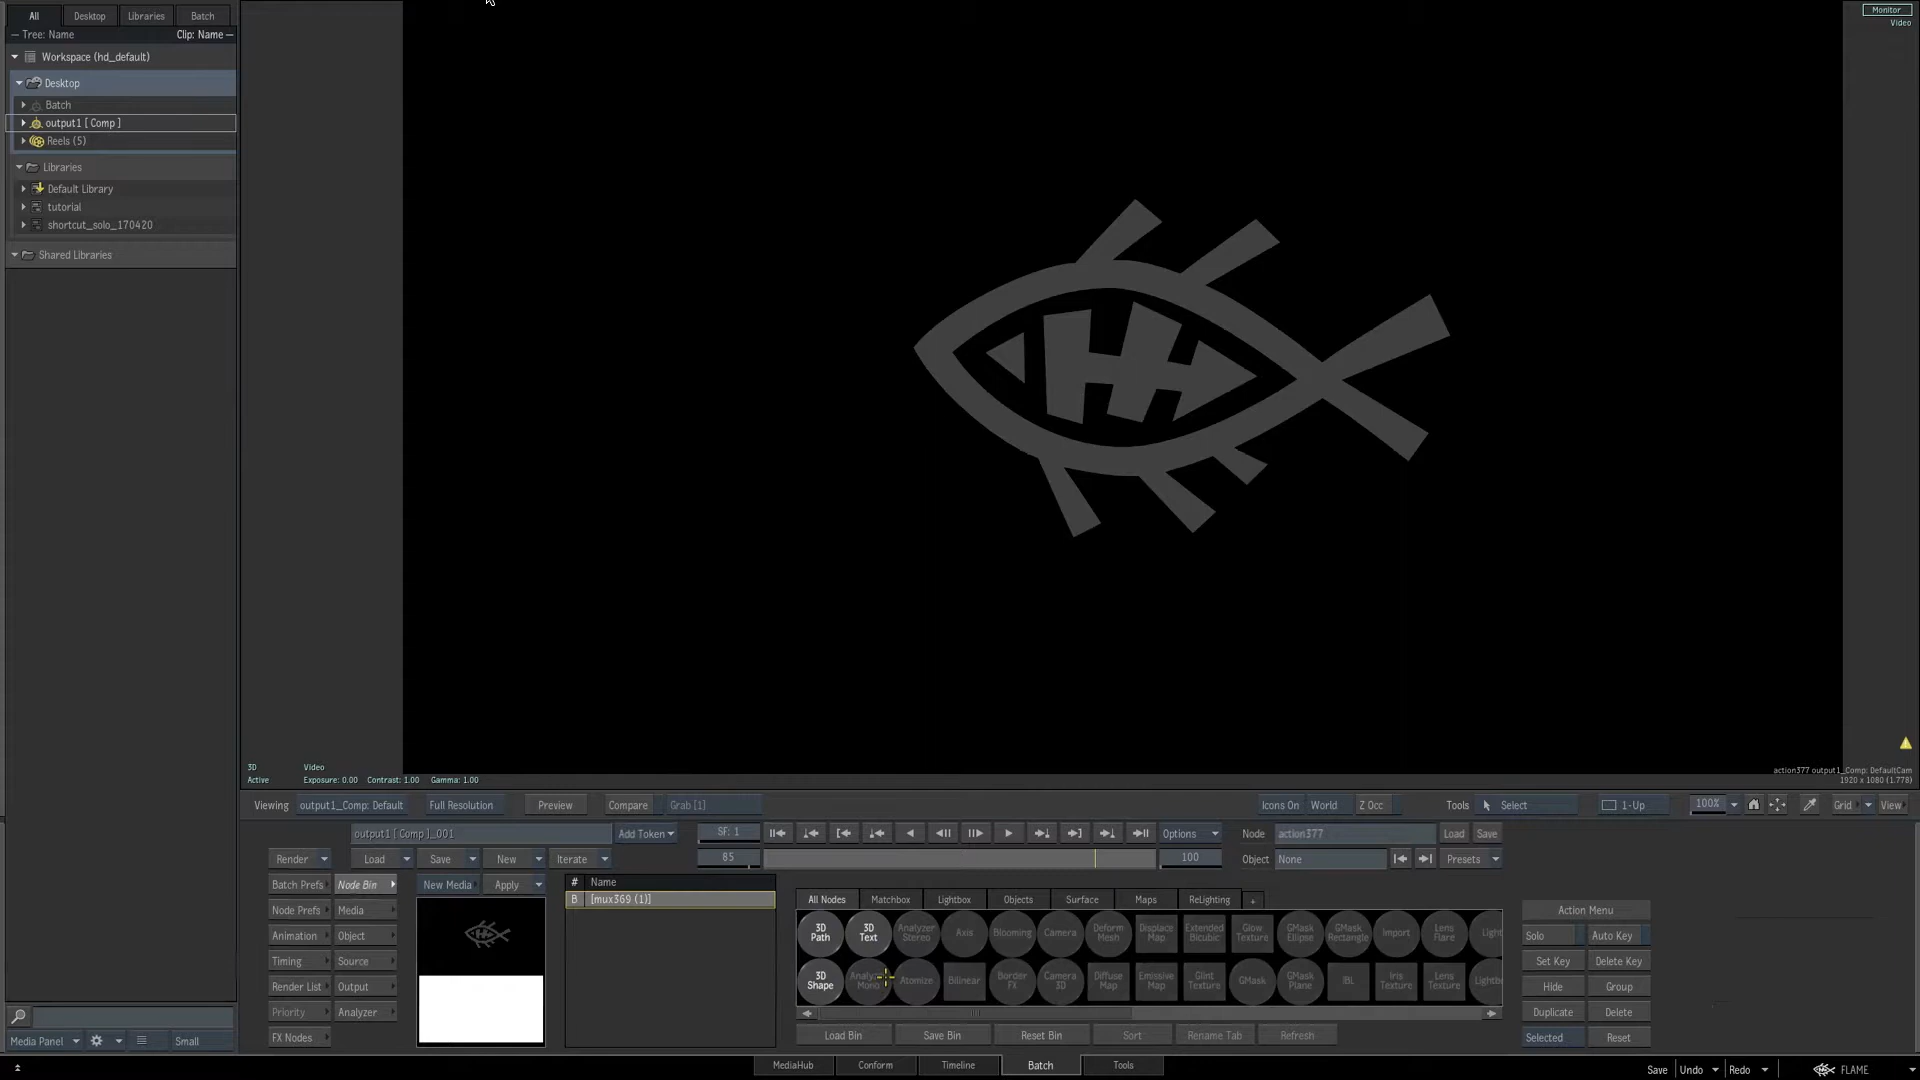 All Desktop Libraries Batch
Tree: Name Clip: Name
Workspace (hd_default)
Desktop
Batch
output1 [ Comp ]
Reels (5)
Libraries
Default Library
tutorial
shortcut_solo_170420
Shared Libraries
Monitor
Video
3D Video
Active Exposure: 0.00 Contrast: 1.00 Gamma: 1.00
action377 output1_Comp: DefaultCam
1920 x 1080 (1.778)
Viewing output1_Comp: Default Full Resolution Preview Compare Grab [1] Icons On World Z Occ Tools Select 1-Up 100% Grid View
output1 [ Comp ]_001 Add Token SF: 1 Options Node action377 Load Save
Render Load Save New Iterate 85 100 Object None Presets
Batch Prefs Node Bin New Media Apply # Name
B [mux369 (1)]
Node Prefs Media
Animation Object
Timing Source
Render List Output
Priority Analyzer
FX Nodes
All Nodes Matchbox Lightbox Objects Surface Maps ReLighting +
3D Path 3D Text Analyzer Stereo Axis Blooming Camera Deform Mesh Displace Map Extended Bicubic Glow Texture GMask Ellipse GMask Rectangle Import Lens Flare Light
3D Shape Analyz Mono Atomize Bilinear Border FX Camera 3D Diffuse Map Emissive Map Glint Texture GMask GMask Plane IBL Iris Texture Lens Texture Lightb
Load Bin Save Bin Reset Bin Sort Rename Tab Refresh
Action Menu
Solo Auto Key
Set Key Delete Key
Hide Group
Duplicate Delete
Selected Reset
Media Panel Small
MediaHub Conform Timeline Batch Tools
Save Undo Redo FLAME